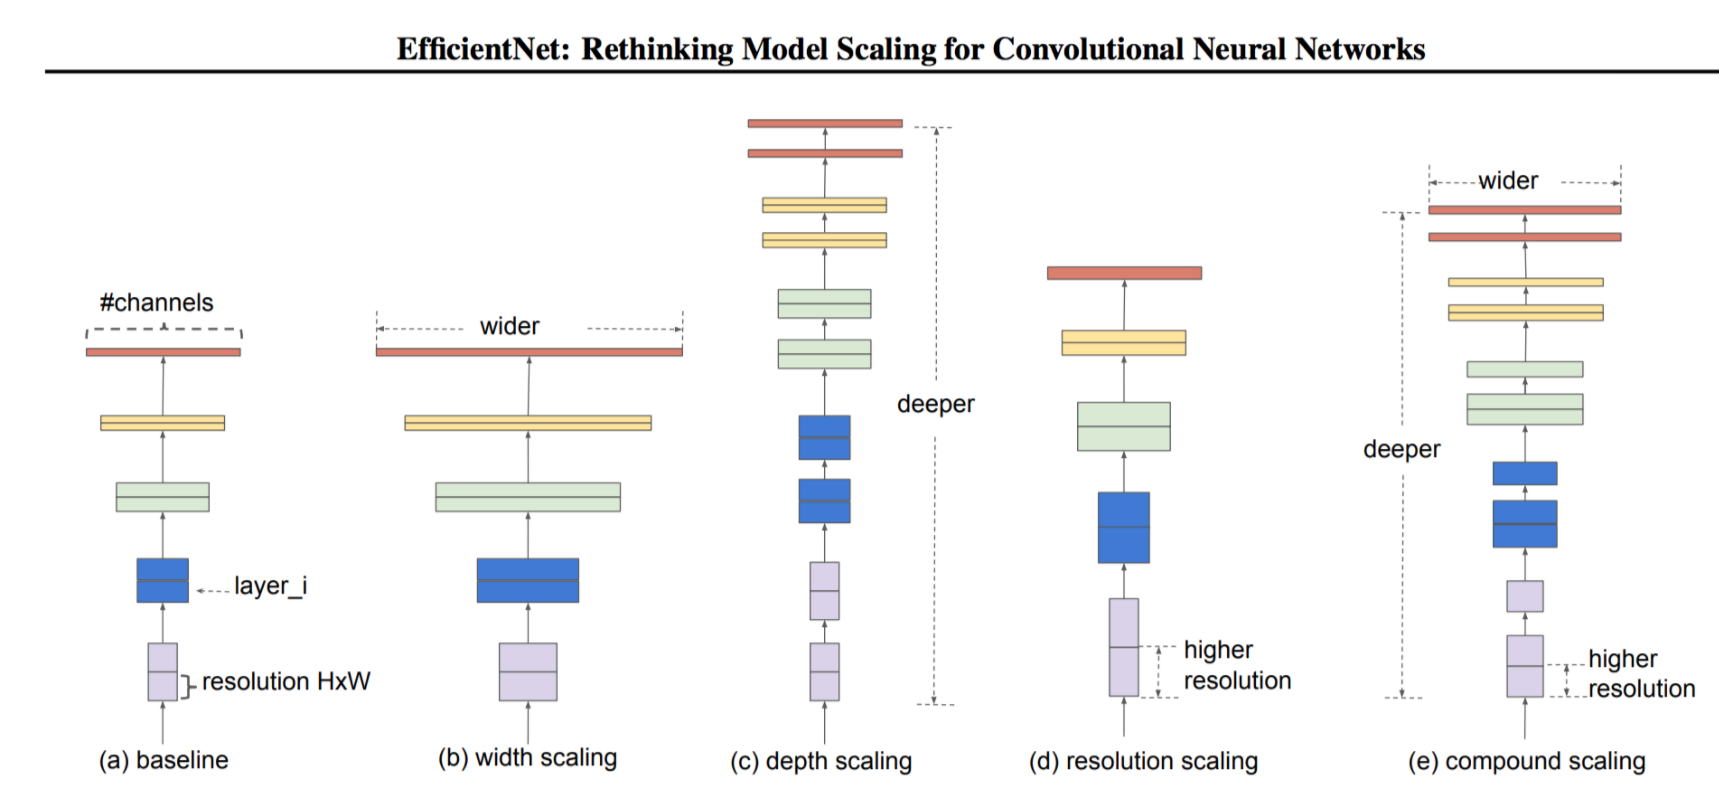 EfficientNet: Rethinking Model Scaling for Convolutional Neural Networks
#channels
layer_i
resolution HxW
(a) baseline
wider
(b) width scaling
deeper
(c) depth scaling
higher
resolution
(d) resolution scaling
wider
deeper
higher
resolution
(e) compound scaling